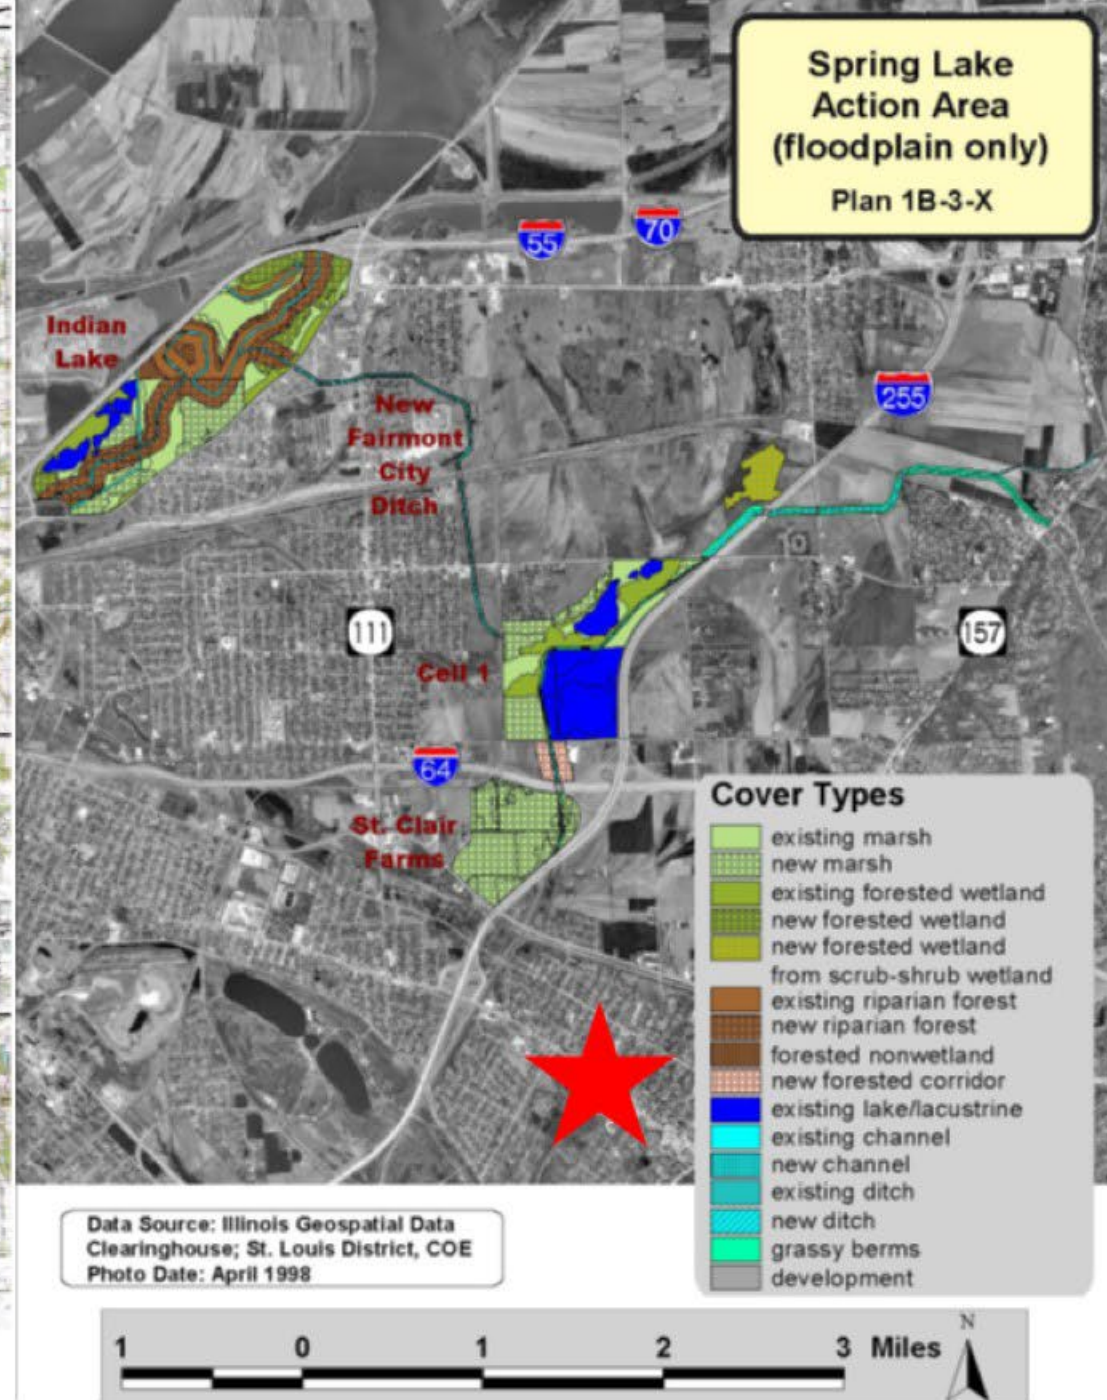 Spring Lake
Action Area
(floodplain only)
Plan 1B-3-X
55
70
Indian
Lake
255
New
Fairmont
City
Ditch
10
111
157
Cell 1
64
St. Clair
Farms
Cover Types
existing marsh
new marsh
existing forested wetland
new forested wetland
new forested wetland
from scrub-shrub wetland
existing riparian forest
new riparian forest
forested nonwetland
new forested corridor
existing lake/lacustrine
existing channel
new channel
existing ditch
new ditch
grassy berms
development
Data Source: Illinois Geospatial Data
Clearinghouse; St. Louis District, COE
Photo Date: April 1998
1 0 1 2 3 Miles
N